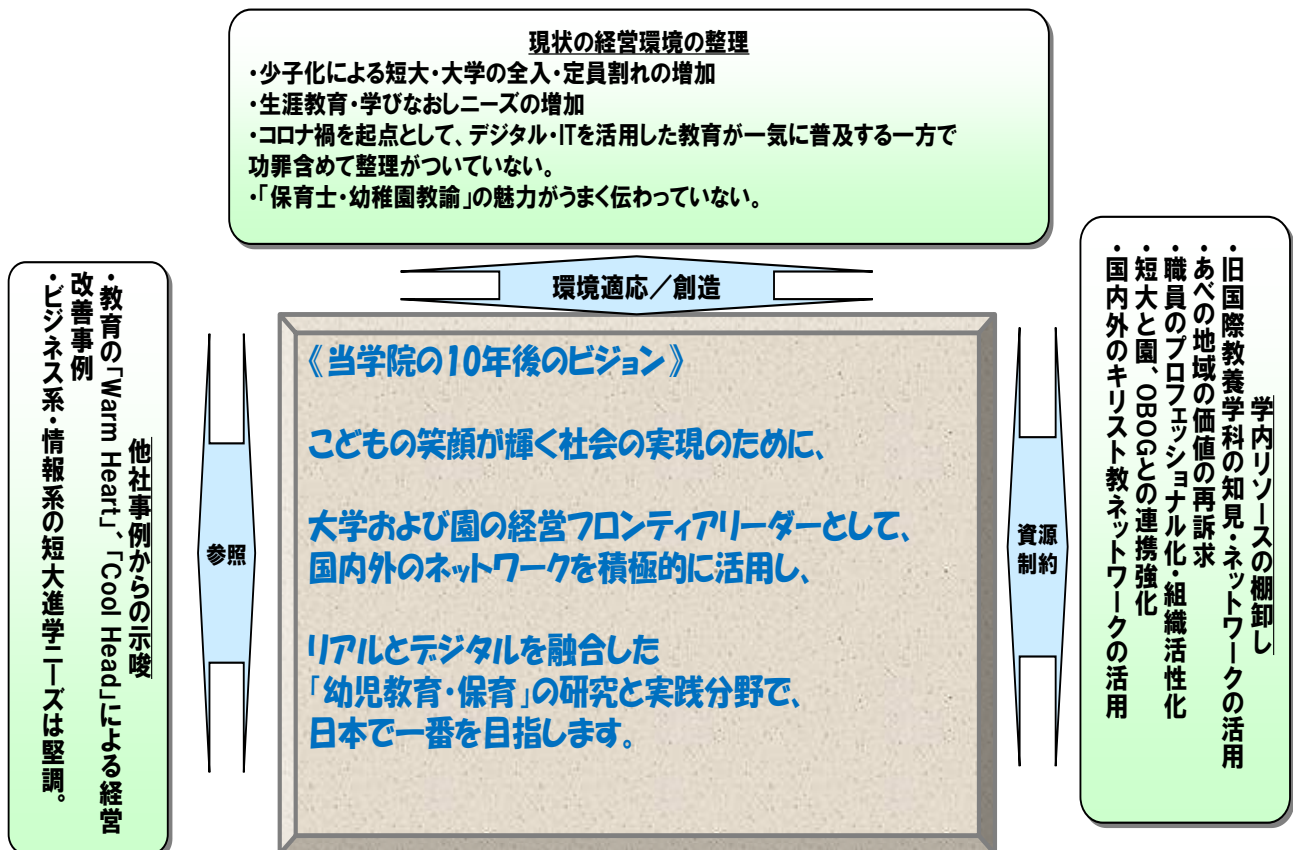 現状の経営環境の整理
・少子化による短大・大学の全入・定員割れの増加
・生涯教育・学びなおしニーズの増加
・コロナ禍を起点として、デジタル・ITを活用した教育が一気に普及する一方で
功罪含めて整理がついていない。
・「保育士・幼稚園教諭」の魅力がうまく伝わっていない。
環境適応／創造
他社事例からの示唆
・教育の「Warm Heart」、「Cool Head」による経営
改善事例
・ビジネス系・情報系の短大進学ニーズは堅調。
参照
《当学院の10年後のビジョン》
こどもの笑顔が輝く社会の実現のために、
大学および園の経営フロンティアリーダーとして、
国内外のネットワークを積極的に活用し、
リアルとデジタルを融合した
「幼児教育・保育」の研究と実践分野で、
日本で一番を目指します。
資源
制約
学内リソースの棚卸し
・旧国際教養学科の知見・ネットワークの活用
・あべの地域の価値の再訴求
・職員のプロフェッショナル化・組織活性化
・短大と園、OBOGとの連携強化
・国内外のキリスト教ネットワークの活用